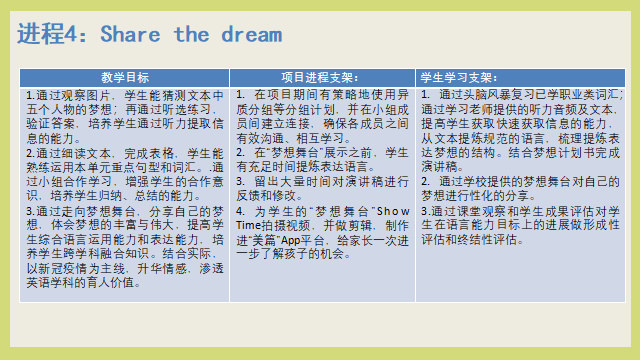 进程4：Share the dream
教学目标
1.通过观察图片，学生能猜测文本中
五个人物的梦想；再通过听选练习，
验证答案，培养学生通过听力提取信
息的能力。
2.通过细读文本，完成表格，学生能
熟练运用本单元重点句型和词汇。.通
过小组合作学习，增强学生的合作意
识，培养学生归纳、总结的能力。
3.通过走向梦想舞台，分享自己的梦
想，体会梦想的丰富与伟大，提高学
生综合语言运用能力和表达能力，培
养学生跨学科融合知识。结合实际，
以新冠疫情为主线，升华情感，渗透
英语学科的育人价值。
项目进程支架：
1. 在项目期间有策略地使用异
质分组等分组计划，并在小组成
员间建立连接，确保各成员之间
有效沟通、相互学习。
2. 在“梦想舞台”展示之前，学生
有充足时间提炼表达语言。
3. 留出大量时间对演讲稿进行
反馈和修改。
4. 为学生的“梦想舞台”Show
Time拍摄视频，并做剪辑，制作
进“美篇”App平台，给家长一次进
一步了解孩子的机会。
学生学习支架：
1.通过头脑风暴复习已学职业类词汇；
通过学习老师提供的听力音频及文本，
提高学生获取快速获取信息的能力，
从文本提炼规范的语言，梳理提炼表
达梦想的结构。结合梦想计划书完成
演讲稿。
2. 通过学校提供的梦想舞台对自己的
梦想进行性化的分享。
3.通过课堂观察和学生成果评估对学
生在语言能力目标上的进展做形成性
评估和终结性评估。